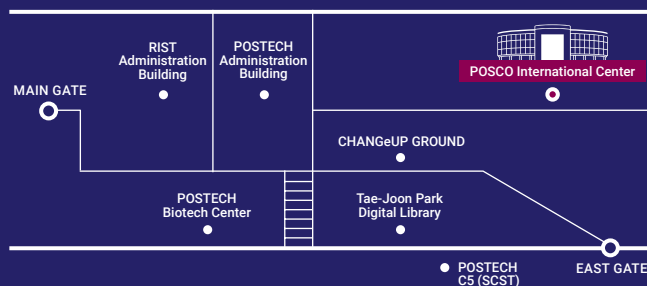 RIST
Administration
Building
POSTECH
Administration
Building
POSCO International Center
MAIN GATE
CHANGeUP GROUND
POSTECH
Biotech Center
Tae-Joon Park
Digital Library
POSTECH
C5 (SCST)
EAST GATE